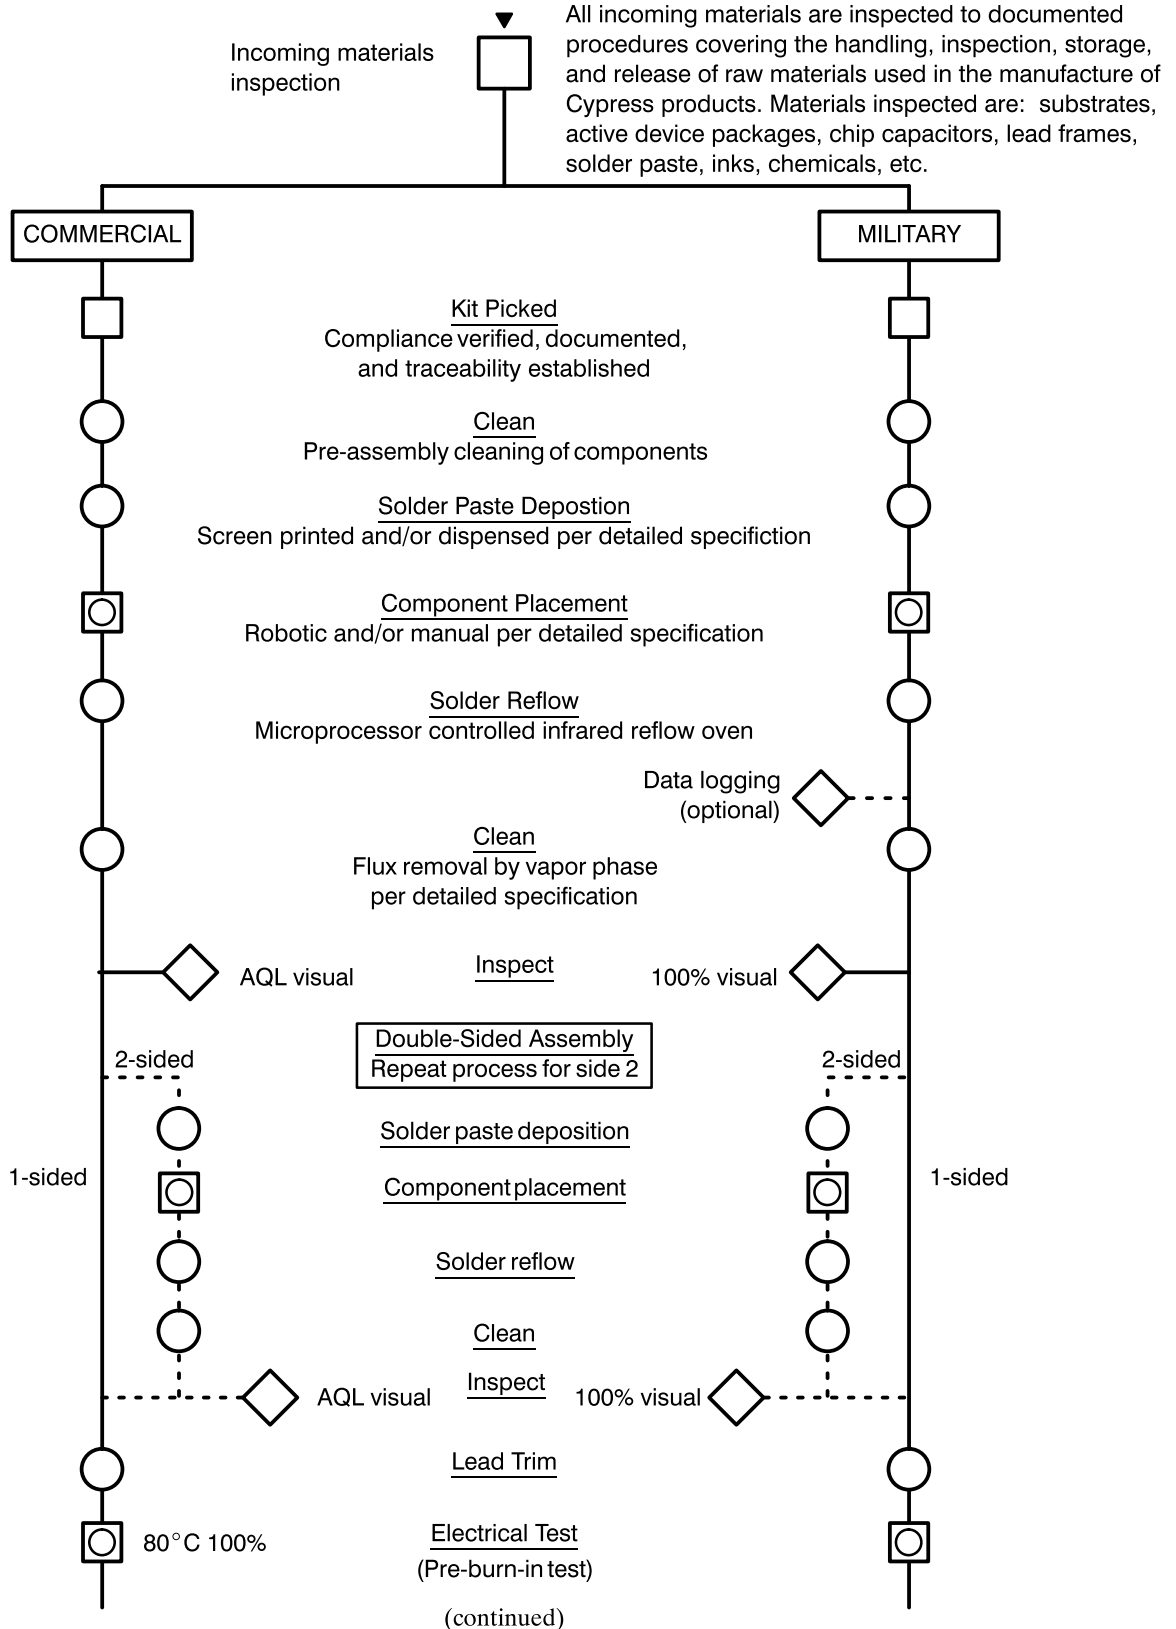 Incoming materials
inspection
All incoming materials are inspected to documented
procedures covering the handling, inspection, storage,
and release of raw materials used in the manufacture of
Cypress products. Materials inspected are: substrates,
active device packages, chip capacitors, lead frames,
solder paste, inks, chemicals, etc.
COMMERCIAL
MILITARY
Kit Picked
Compliance verified, documented,
and traceability established
Clean
Pre-assembly cleaning of components
Solder Paste Depostion
Screen printed and/or dispensed per detailed specifiction
Component Placement
Robotic and/or manual per detailed specification
Solder Reflow
Microprocessor controlled infrared reflow oven
Data logging
(optional)
Clean
Flux removal by vapor phase
per detailed specification
AQL visual
Inspect
100% visual
Double-Sided Assembly
Repeat process for side 2
2-sided
2-sided
Solder paste deposition
1-sided
Component placement
1-sided
Solder reflow
Clean
AQL visual
Inspect
100% visual
Lead Trim
80°C 100%
Electrical Test
(Pre-burn-in test)
(continued)